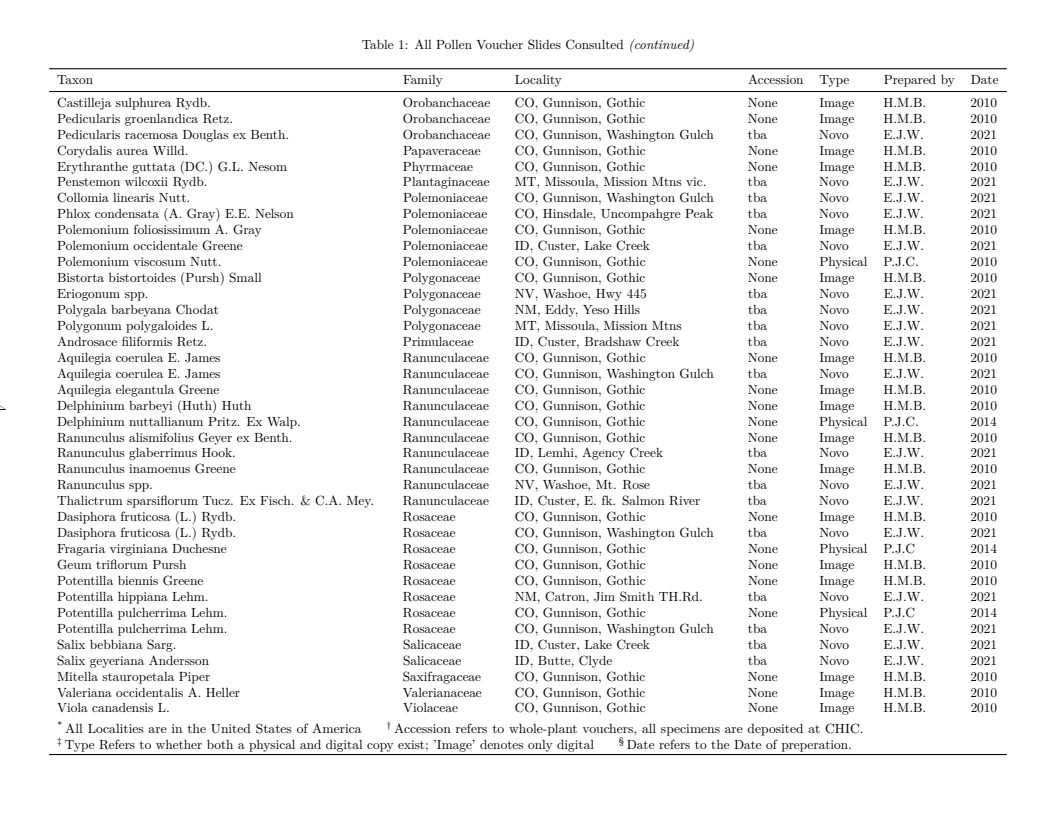 Table 1: All Pollen Voucher Slides Consulted (continued)
Taxon Family Locality Accession Type Prepared by Date
Castilleja sulphurea Rydb. Orobanchaceae CO, Gunnison, Gothic None Image H.M.B. 2010
Pedicularis groenlandica Retz. Orobanchaceae CO, Gunnison, Gothic None Image H.M.B. 2010
Pedicularis racemosa Douglas ex Benth. Orobanchaceae CO, Gunnison, Washington Gulch tba Novo E.J.W. 2021
Corydalis aurea Willd. Papaveraceae CO, Gunnison, Gothic None Image H.M.B. 2010
Erythranthe guttata (DC.) G.L. Nesom Phyrmaceae CO, Gunnison, Gothic None Image H.M.B. 2010
Penstemon wilcoxii Rydb. Plantaginaceae MT, Missoula, Mission Mtns vic. tba Novo E.J.W. 2021
Collomia linearis Nutt. Polemoniaceae CO, Gunnison, Washington Gulch tba Novo E.J.W. 2021
Phlox condensata (A. Gray) E.E. Nelson Polemoniaceae CO, Hinsdale, Uncompahgre Peak tba Novo E.J.W. 2021
Polemonium foliosissimum A. Gray Polemoniaceae CO, Gunnison, Gothic None Image H.M.B. 2010
Polemonium occidentale Greene Polemoniaceae ID, Custer, Lake Creek tba Novo E.J.W. 2021
Polemonium viscosum Nutt. Polemoniaceae CO, Gunnison, Gothic None Physical P.J.C. 2010
Bistorta bistortoides (Pursh) Small Polygonaceae CO, Gunnison, Gothic None Image H.M.B. 2010
Eriogonum spp. Polygonaceae NV, Washoe, Hwy 445 tba Novo E.J.W. 2021
Polygala barbeyana Chodat Polygonaceae NM, Eddy, Yeso Hills tba Novo E.J.W. 2021
Polygonum polygaloides L. Polygonaceae MT, Missoula, Mission Mtns tba Novo E.J.W. 2021
Androsace filiformis Retz. Primulaceae ID, Custer, Bradshaw Creek tba Novo E.J.W. 2021
Aquilegia coerulea E. James Ranunculaceae CO, Gunnison, Gothic None Image H.M.B. 2010
Aquilegia coerulea E. James Ranunculaceae CO, Gunnison, Washington Gulch tba Novo E.J.W. 2021
Aquilegia elegantula Greene Ranunculaceae CO, Gunnison, Gothic None Image H.M.B. 2010
Delphinium barbeyi (Huth) Huth Ranunculaceae CO, Gunnison, Gothic None Image H.M.B. 2010
Delphinium nuttallianum Pritz. Ex Walp. Ranunculaceae CO, Gunnison, Gothic None Physical P.J.C. 2014
Ranunculus alismifolius Geyer ex Benth. Ranunculaceae CO, Gunnison, Gothic None Image H.M.B. 2010
Ranunculus glaberrimus Hook. Ranunculaceae ID, Lemhi, Agency Creek tba Novo E.J.W. 2021
Ranunculus inamoenus Greene Ranunculaceae CO, Gunnison, Gothic None Image H.M.B. 2010
Ranunculus spp. Ranunculaceae NV, Washoe, Mt. Rose tba Novo E.J.W. 2021
Thalictrum sparsiflorum Tucz. Ex Fisch. & C.A. Mey. Ranunculaceae ID, Custer, E. fk. Salmon River tba Novo E.J.W. 2021
Dasiphora fruticosa (L.) Rydb. Rosaceae CO, Gunnison, Gothic None Image H.M.B. 2010
Dasiphora fruticosa (L.) Rydb. Rosaceae CO, Gunnison, Washington Gulch tba Novo E.J.W. 2021
Fragaria virginiana Duchesne Rosaceae CO, Gunnison, Gothic None Physical P.J.C 2014
Geum triflorum Pursh Rosaceae CO, Gunnison, Gothic None Image H.M.B. 2010
Potentilla biennis Greene Rosaceae CO, Gunnison, Gothic None Image H.M.B. 2010
Potentilla hippiana Lehm. Rosaceae NM, Catron, Jim Smith TH.Rd. tba Novo E.J.W. 2021
Potentilla pulcherrima Lehm. Rosaceae CO, Gunnison, Gothic None Physical P.J.C 2014
Potentilla pulcherrima Lehm. Rosaceae CO, Gunnison, Washington Gulch tba Novo E.J.W. 2021
Salix bebbiana Sarg. Salicaceae ID, Custer, Lake Creek tba Novo E.J.W. 2021
Salix geyeriana Andersson Salicaceae ID, Butte, Clyde tba Novo E.J.W. 2021
Mitella stauropetala Piper Saxifragaceae CO, Gunnison, Gothic None Image H.M.B. 2010
Valeriana occidentalis A. Heller Valerianaceae CO, Gunnison, Gothic None Image H.M.B. 2010
Viola canadensis L. Violaceae CO, Gunnison, Gothic None Image H.M.B. 2010
* All Localities are in the United States of America † Accession refers to whole-plant vouchers, all specimens are deposited at CHIC.
‡ Type Refers to whether both a physical and digital copy exist; 'Image' denotes only digital § Date refers to the Date of preperation.